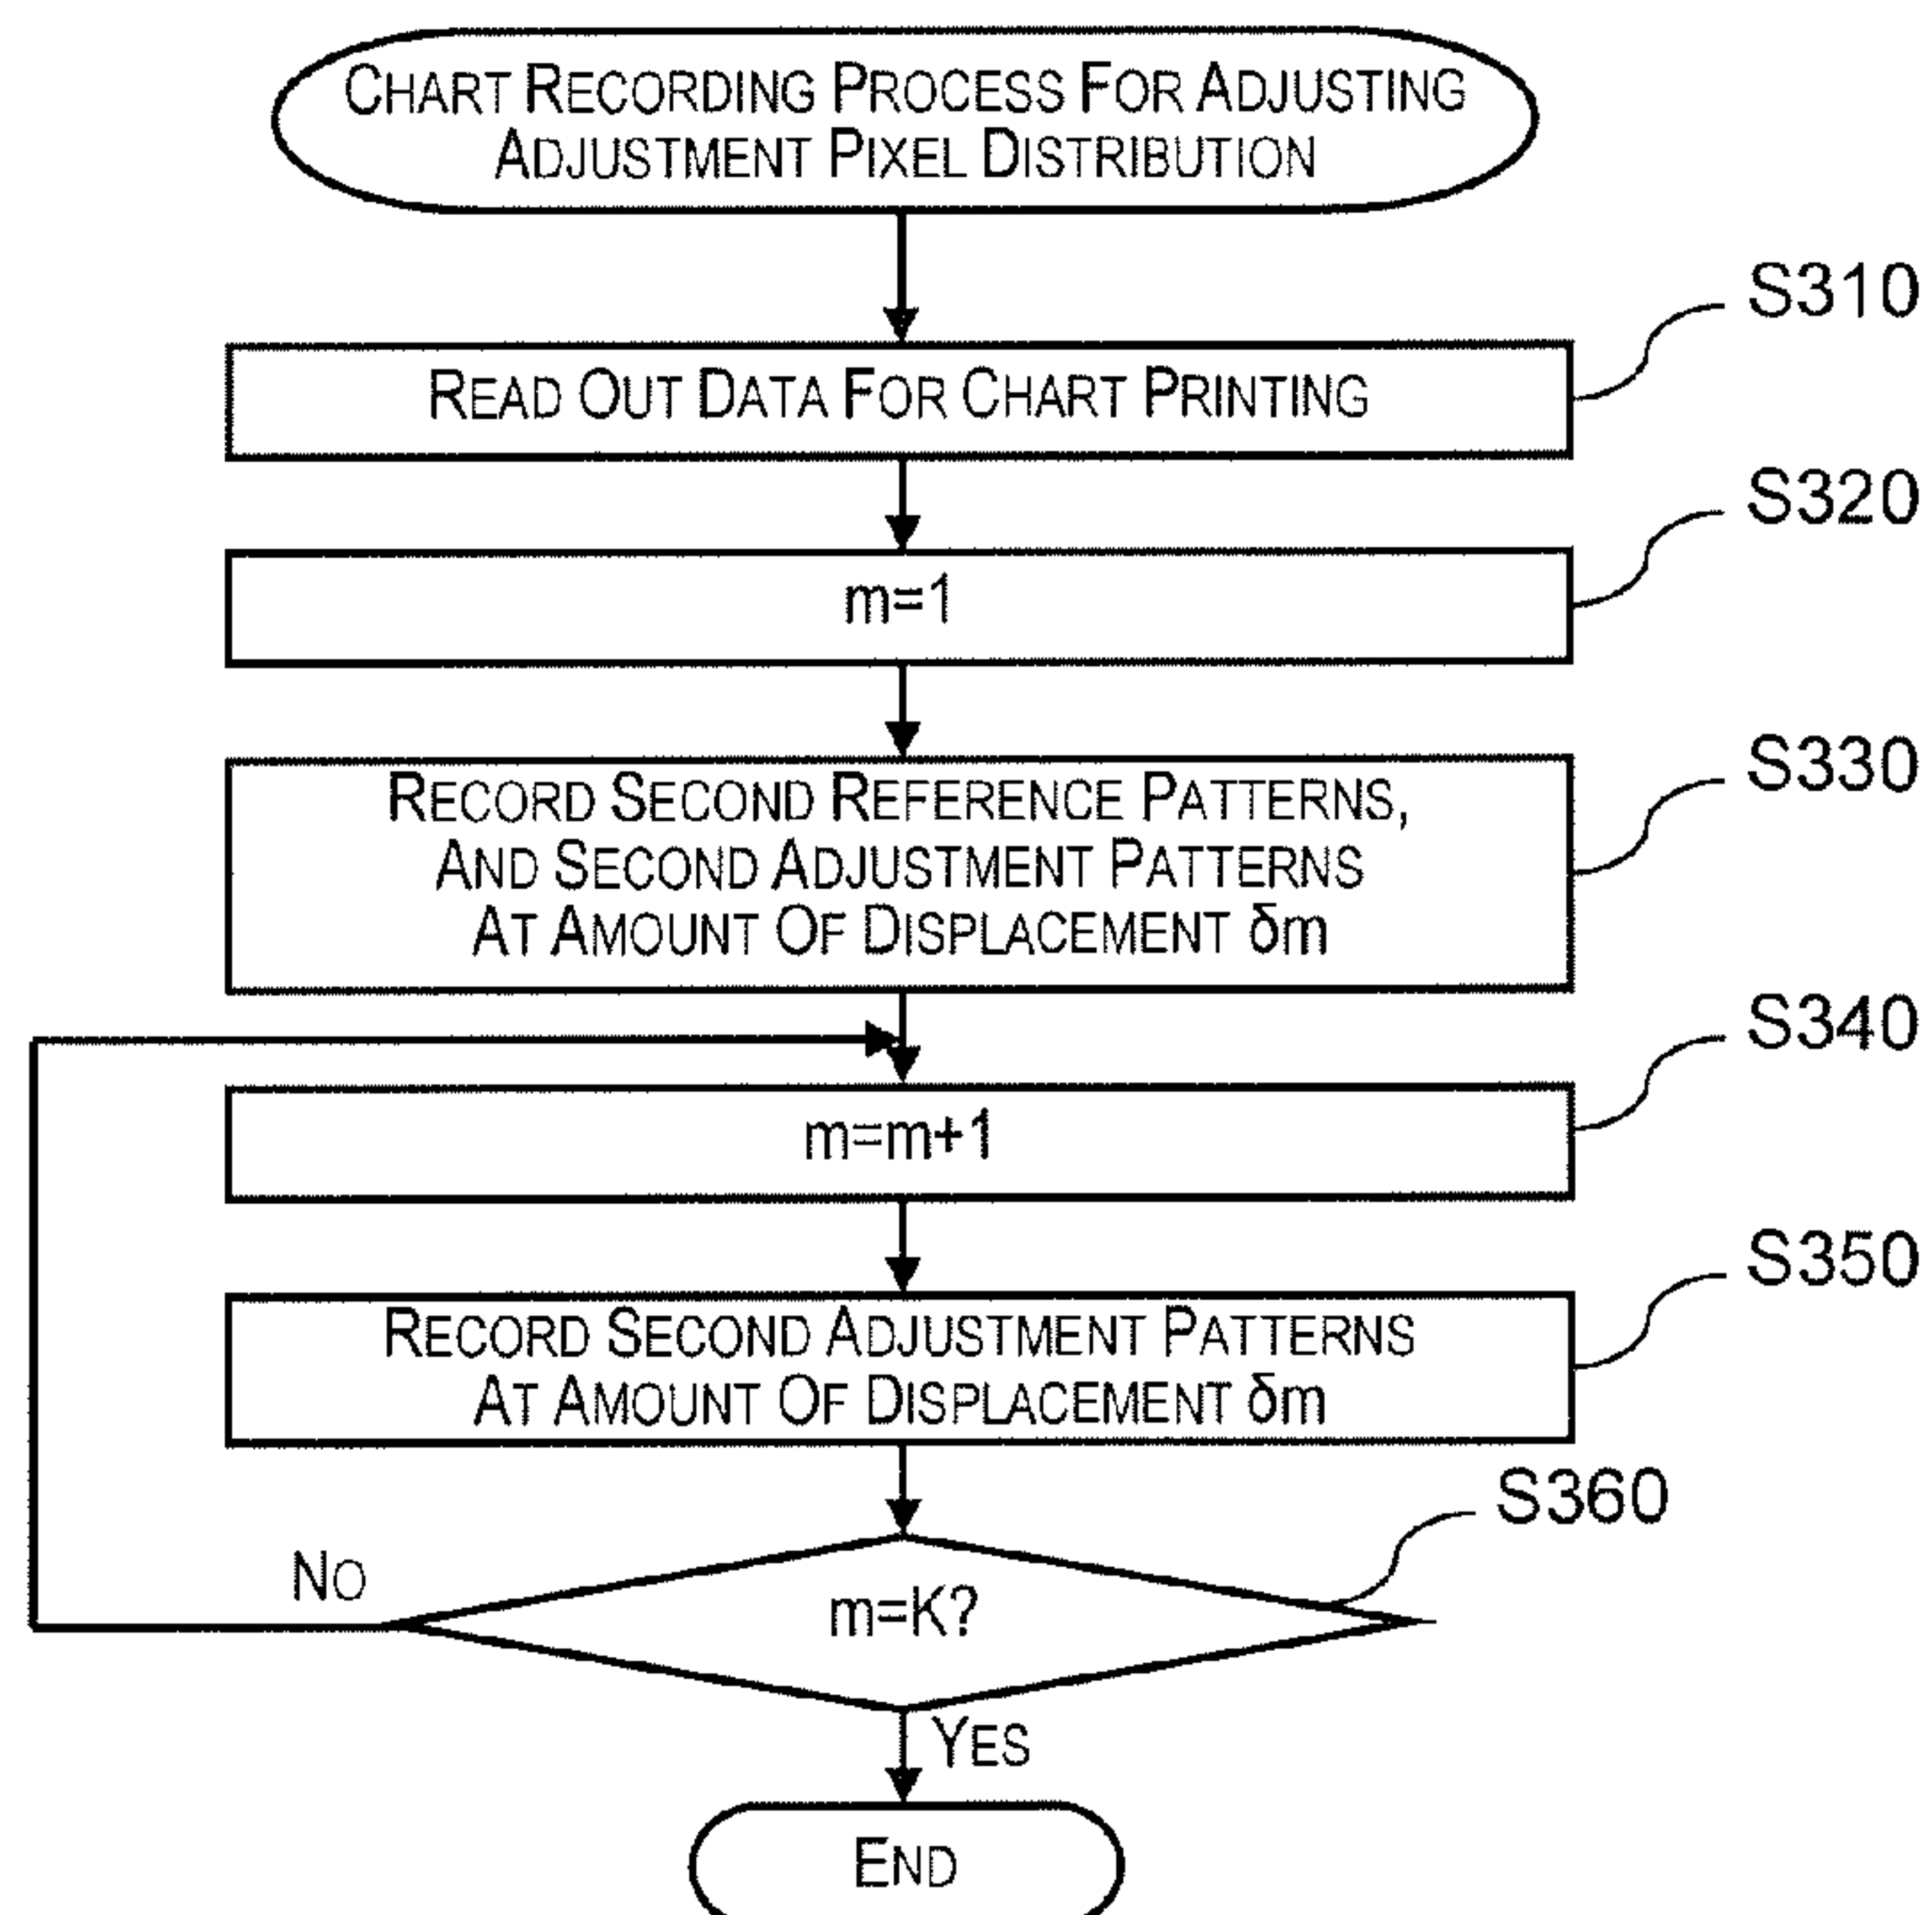 CHART RECORDING PROCESS FOR ADJUSTING
ADJUSTMENT PIXEL DISTRIBUTION
S310
READ OUT DATA FOR CHART PRINTING
S320
m=1
S330
RECORD SECOND REFERENCE PATTERNS,
AND SECOND ADJUSTMENT PATTERNS
AT AMOUNT OF DISPLACEMENT δm
S340
m=m+1
S350
RECORD SECOND ADJUSTMENT PATTERNS
AT AMOUNT OF DISPLACEMENT δm
S360
NO
m=K?
YES
END